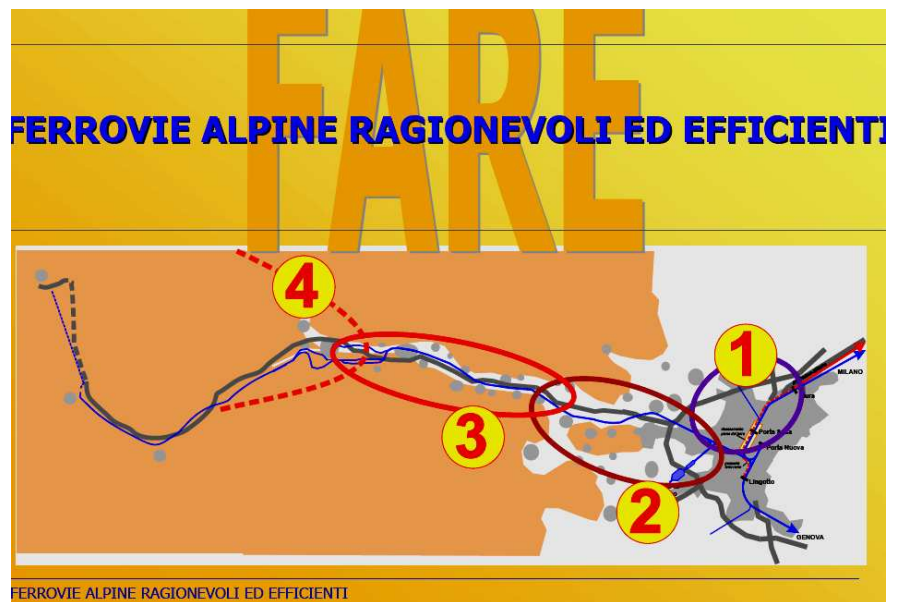 FARE
FERROVIE ALPINE RAGIONEVOLI ED EFFICIENTI
4
1
MILANO
3
Porta Nuova
Lingotto
2
GENOVA
FERROVIE ALPINE RAGIONEVOLI ED EFFICIENTI